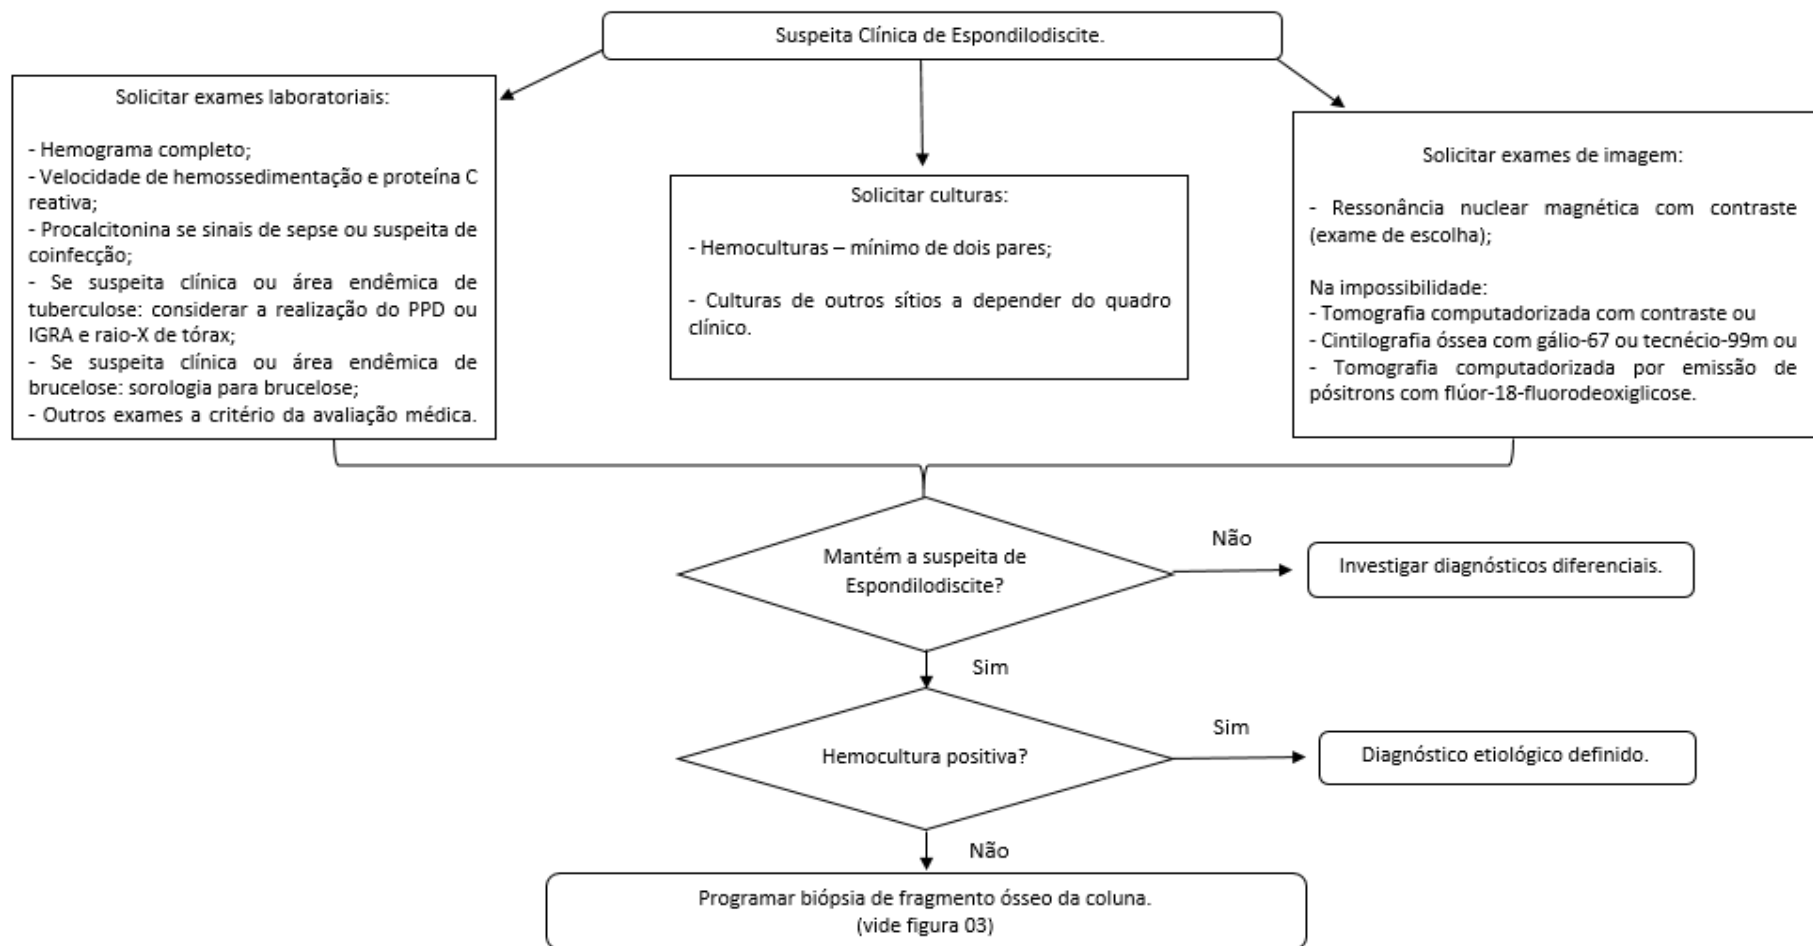 Suspeita Clínica de Espondilodiscite.
Solicitar exames laboratoriais:
- Hemograma completo;
- Velocidade de hemossedimentação e proteína C
reativa;
- Procalcitonina se sinais de sepse ou suspeita de
coinfecção;
- Se suspeita clínica ou área endêmica de
tuberculose: considerar a realização do PPD ou
IGRA e raio-X de tórax;
- Se suspeita clínica ou área endêmica de
brucelose: sorologia para brucelose;
- Outros exames a critério da avaliação médica.
Solicitar culturas:
- Hemoculturas – mínimo de dois pares;
- Culturas de outros sítios a depender do quadro
clínico.
Solicitar exames de imagem:
- Ressonância nuclear magnética com contraste
(exame de escolha);
Na impossibilidade:
- Tomografia computadorizada com contraste ou
- Cintilografia óssea com gálio-67 ou tecnécio-99m ou
- Tomografia computadorizada por emissão de
pósitrons com flúor-18-fluorodeoxiglicose.
Mantém a suspeita de
Espondilodiscite?
Não
Investigar diagnósticos diferenciais.
Sim
Hemocultura positiva?
Sim
Diagnóstico etiológico definido.
Não
Programar biópsia de fragmento ósseo da coluna.
(vide figura 03)